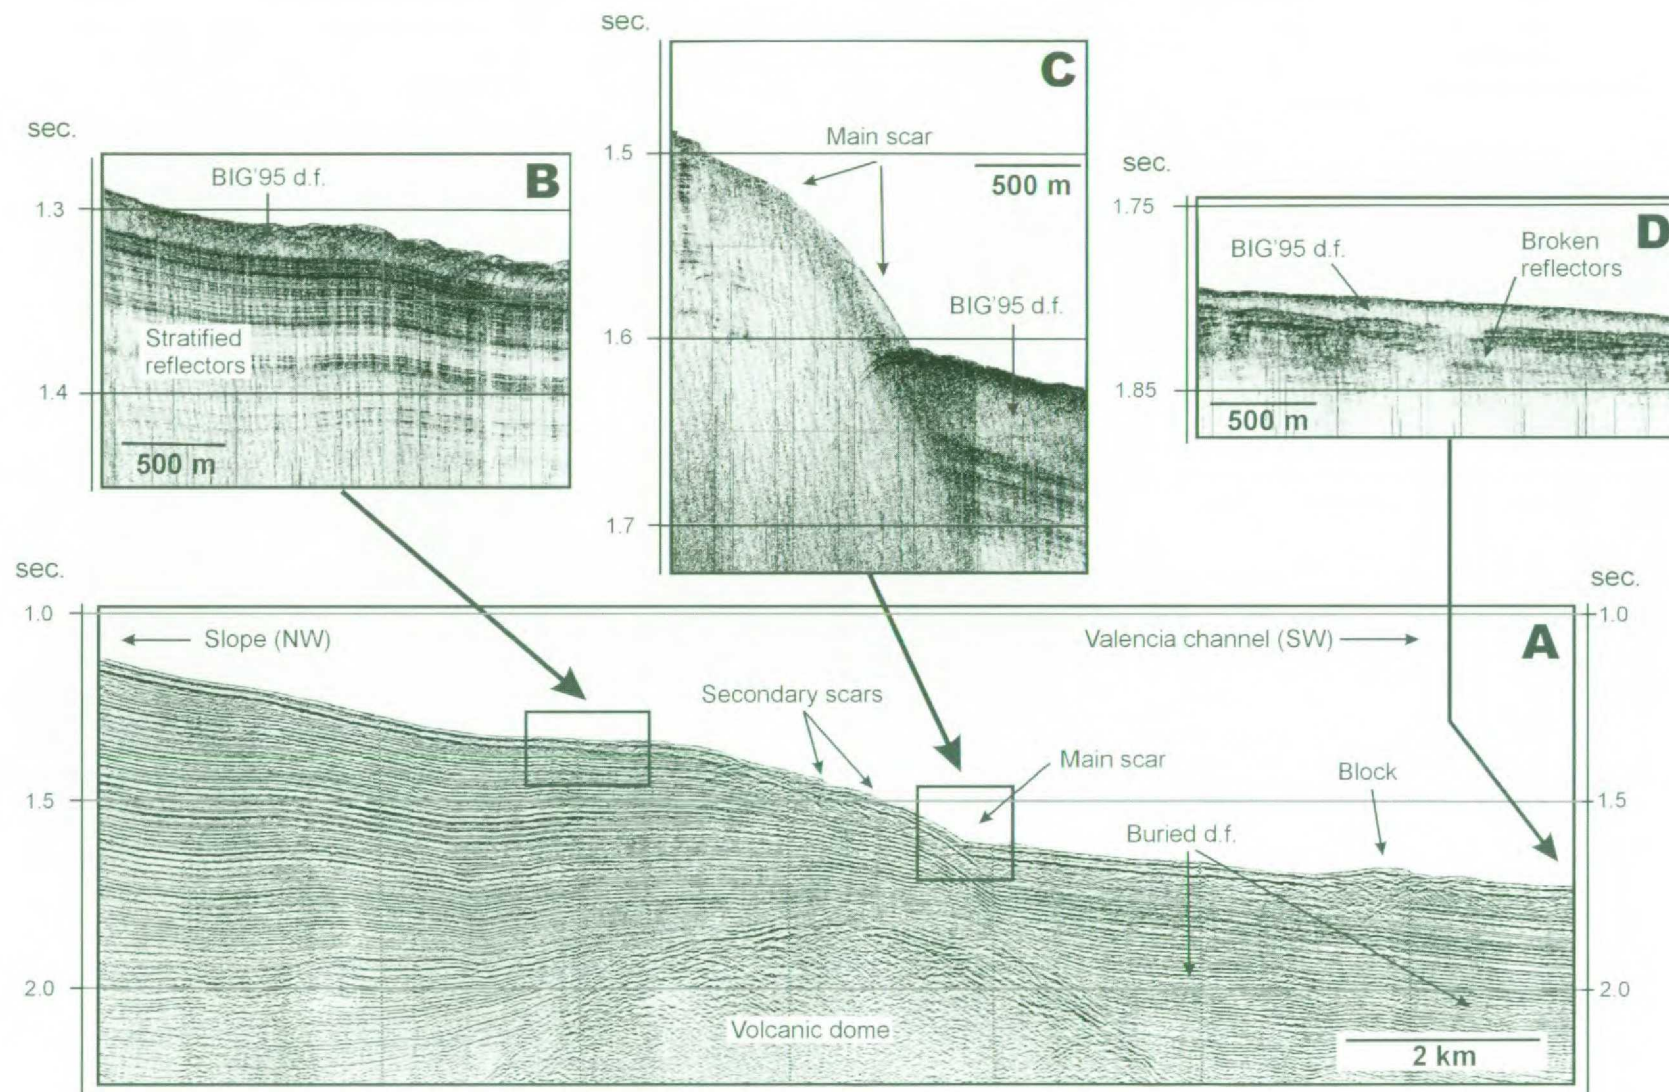 sec.
C
1.5
Main scar
500 m
BIG'95 d.f.
1.6
1.7
sec.
B
BIG'95 d.f.
1.3
Stratified
reflectors
1.4
500 m
sec.
D
1.75
BIG'95 d.f.
Broken
reflectors
1.85
500 m
sec.
sec.
1.0
1.0
Slope (NW)
Valencia channel (SW)
A
Secondary scars
Main scar
Block
1.5
1.5
Buried d.f.
2.0
2.0
Volcanic dome
2 km